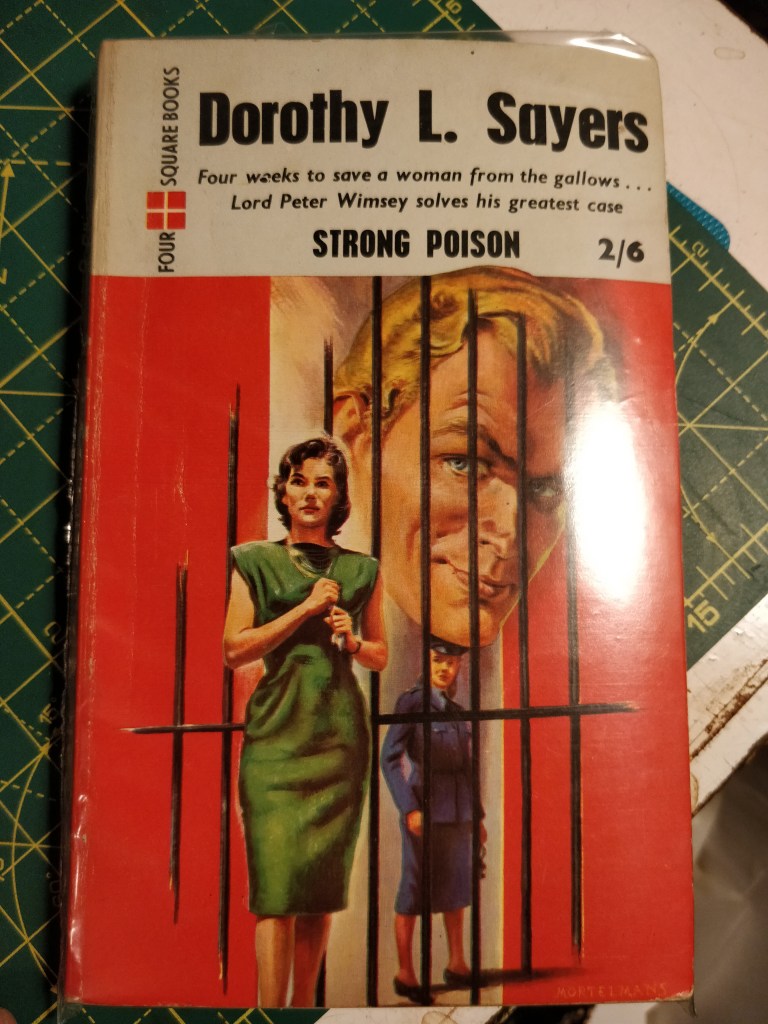 FOUR SQUARE BOOKS
Dorothy L. Sayers
Four weeks to save a woman from the gallows . . .
Lord Peter Wimsey solves his greatest case
STRONG POISON 2/6
MORTELMANS
15